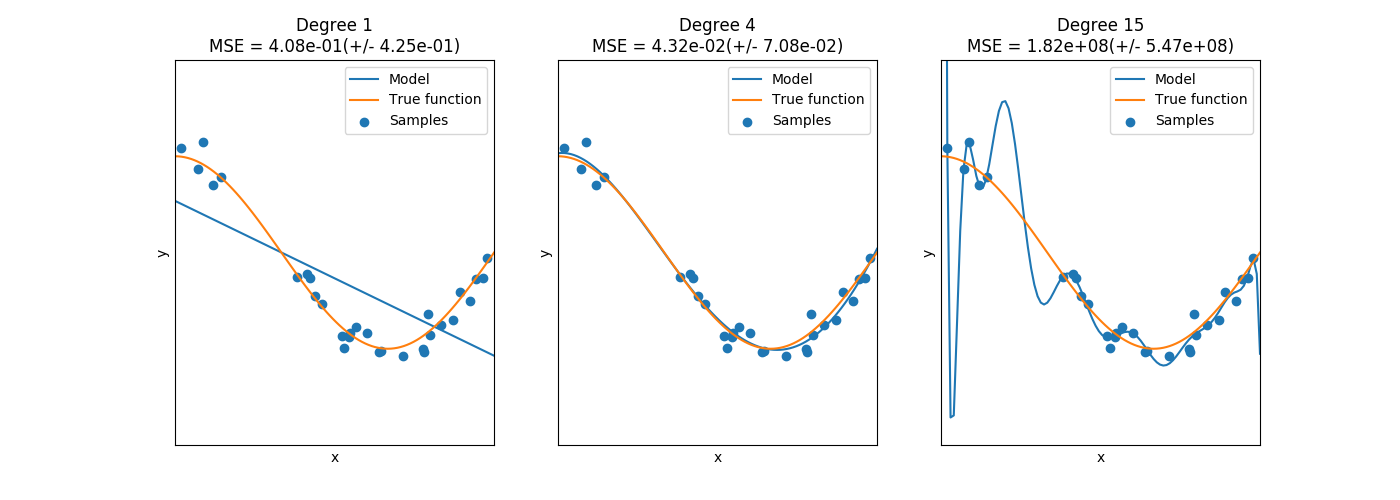 Degree 1
MSE = 4.08e-01(+/- 4.25e-01)
Model
True function
Samples
y
x
Degree 4
MSE = 4.32e-02(+/- 7.08e-02)
Model
True function
Samples
y
x
Degree 15
MSE = 1.82e+08(+/- 5.47e+08)
Model
True function
Samples
y
x